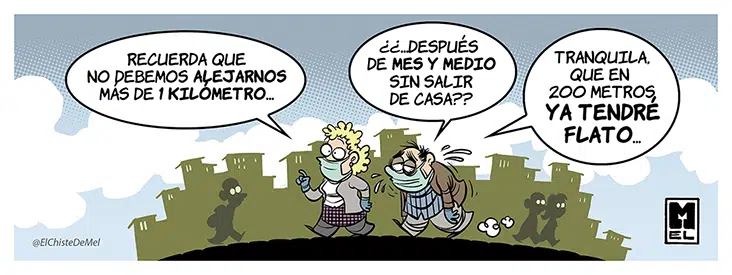 RECUERDA QUE
NO DEBEMOS ALEJARNOS
MÁS DE 1 KILÓMETRO...
¿¿...DESPUÉS
DE MES Y MEDIO
SIN SALIR
DE CASA??
TRANQUILA,
QUE EN
200 METROS
YA TENDRÉ
FLATO...
@ElChisteDeMel
MEL